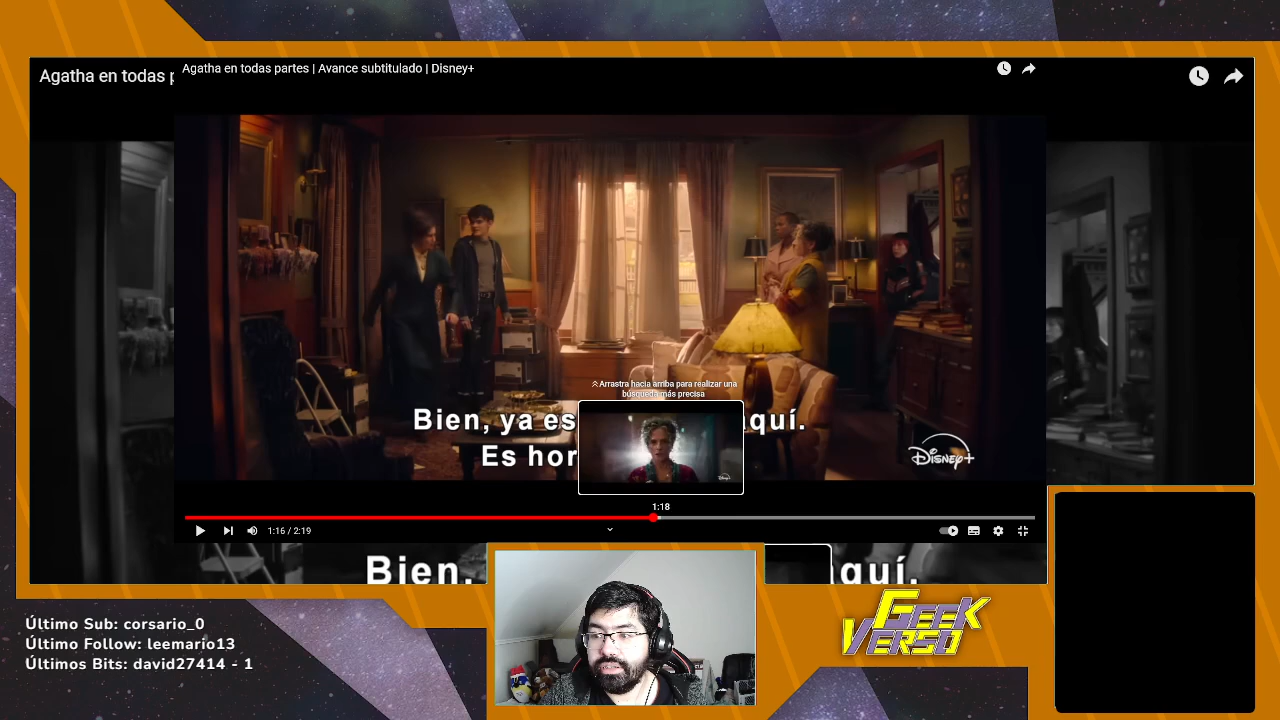 Agatha en todas p
Agatha en todas partes | Avance subtitulado | Disney+
Arrastra hacia arriba para realizar una
búsqueda más precisa
Bien, ya es
aquí.
Es hor
Disney+
1:18
1:16 / 2:19
Bien,
aquí.
Último Sub: corsario_0
Último Follow: leemario13
Últimos Bits: david27414 - 1
GEEK
VERSO